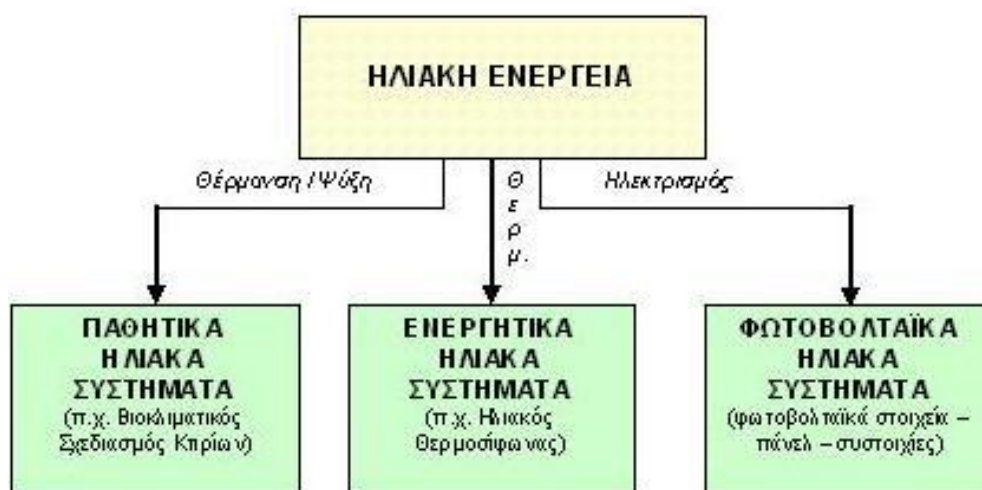 ΗΛΙΑΚΗ ΕΝΕΡΓΕΙΑ
Θέρμανση / Ψύξη
Θ
ε
ρ
μ.
Ηλεκτρισμός
ΠΑΘΗΤΙΚΑ
ΗΛΙΑΚΑ
ΣΥΣΤΗΜΑΤΑ
(π.χ. Βιοκλιματικός
Σχεδιασμός Κτιρίων)
ΕΝΕΡΓΗΤΙΚΑ
ΗΛΙΑΚΑ
ΣΥΣΤΗΜΑΤΑ
(π.χ. Ηλιακός
Θερμοσίφωνας)
ΦΩΤΟΒΟΛΤΑΪΚΑ
ΗΛΙΑΚΑ
ΣΥΣΤΗΜΑΤΑ
(φωτοβολταϊκά στοιχεία –
πάνελ – συστοιχίες)